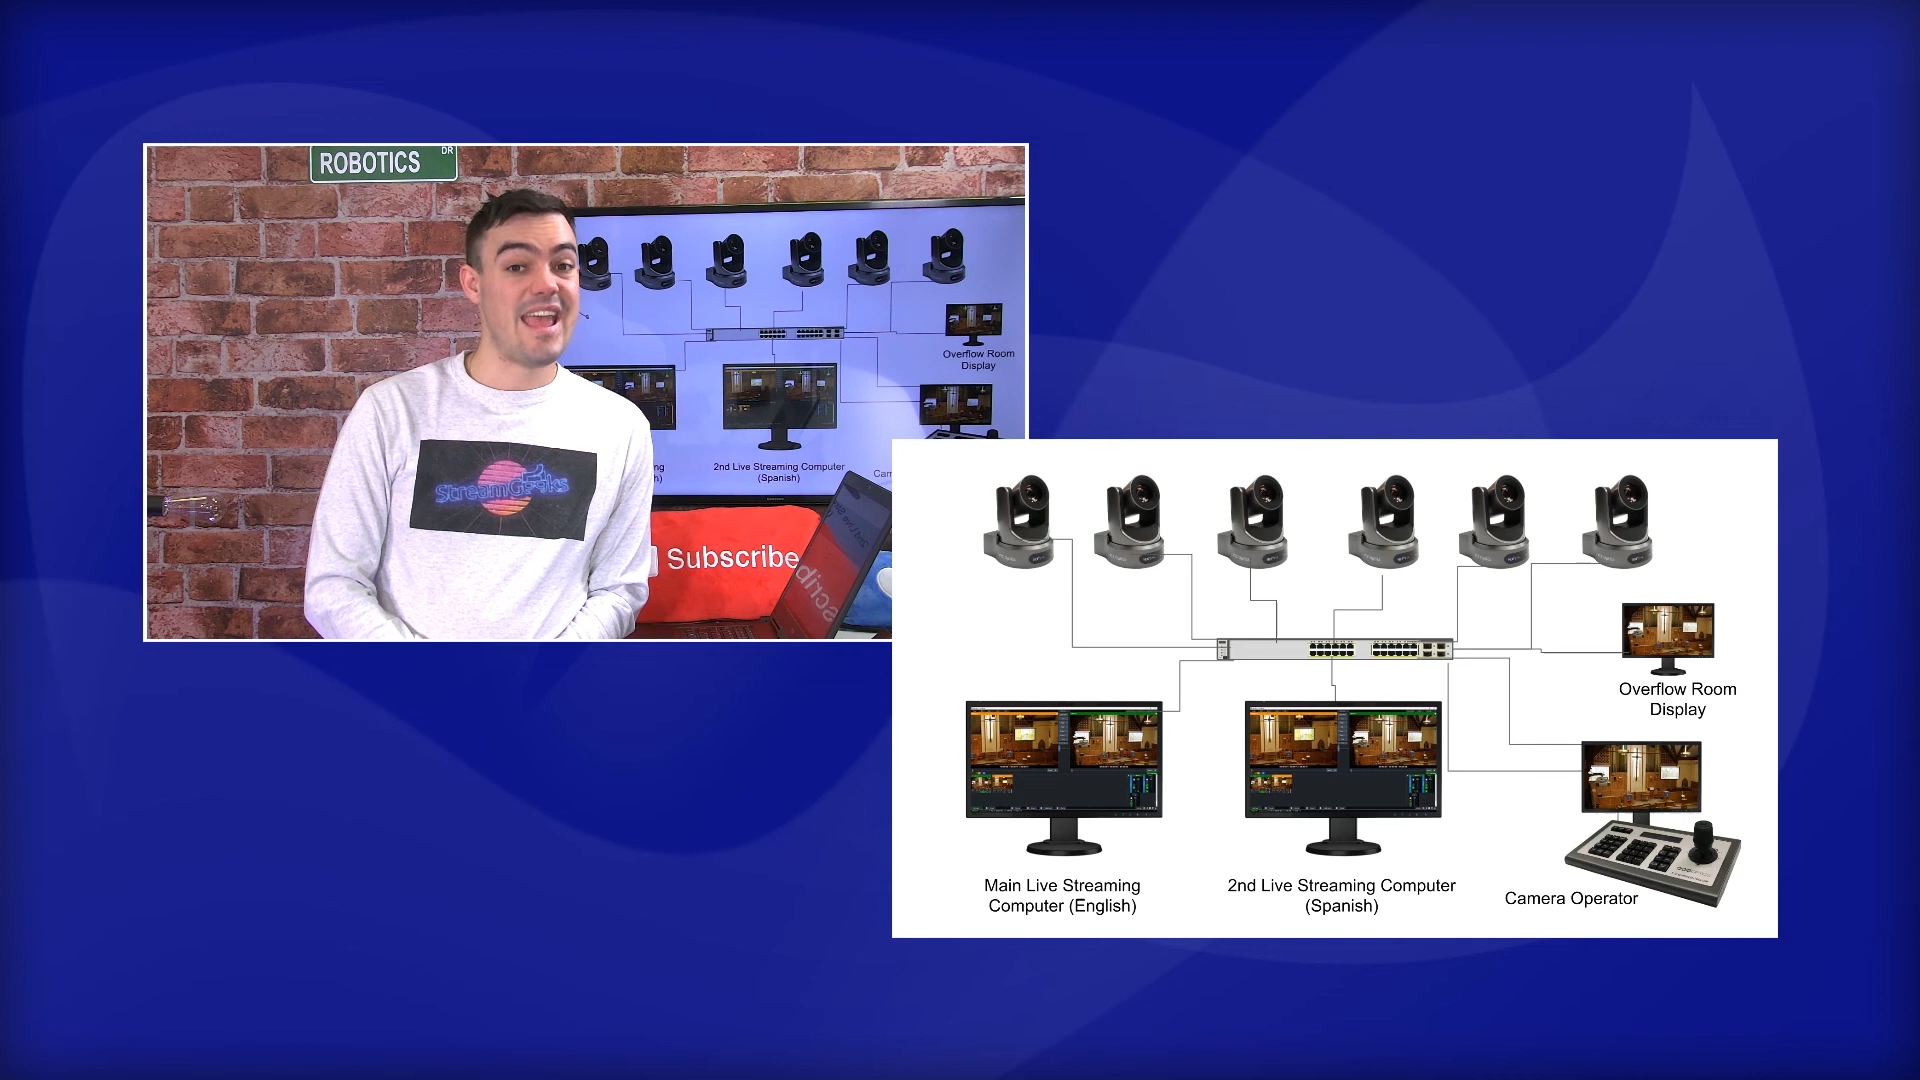 ROBOTICS DR
Overflow Room
Display
2nd Live Streaming Computer
(Spanish)
StreamGeeks
Subscribe
Overflow Room
Display
Main Live Streaming
Computer (English)
2nd Live Streaming Computer
(Spanish)
Camera Operator